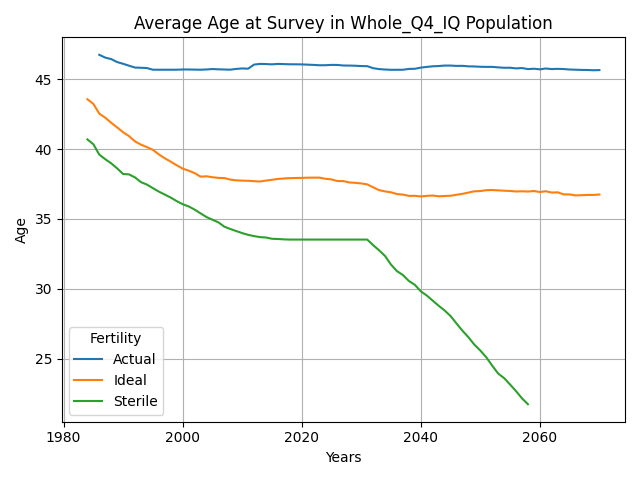 Average Age at Survey in Whole_Q4_IQ Population
Age
45
40
35
30
25
Fertility
Actual
Ideal
Sterile
1980
2000
2020
2040
2060
Years